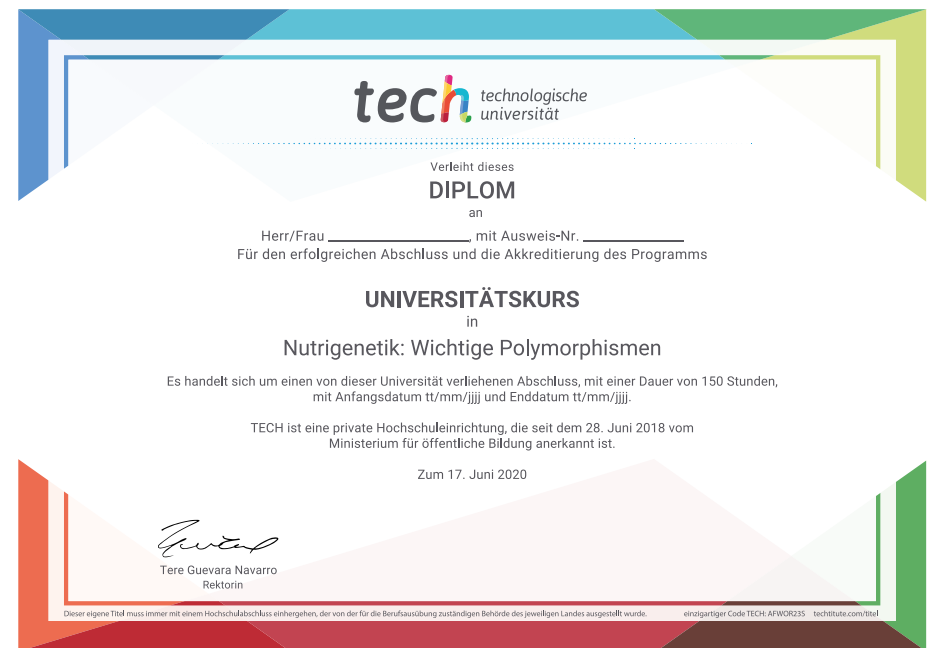 tech technologische
universität
Verleiht dieses
DIPLOM
an
Herr/Frau ____________________, mit Ausweis-Nr. ______________
Für den erfolgreichen Abschluss und die Akkreditierung des Programms
UNIVERSITÄTSKURS
in
Nutrigenetik: Wichtige Polymorphismen
Es handelt sich um einen von dieser Universität verliehenen Abschluss, mit einer Dauer von 150 Stunden,
mit Anfangsdatum tt/mm/jjjj und Enddatum tt/mm/jjjj.
TECH ist eine private Hochschuleinrichtung, die seit dem 28. Juni 2018 vom
Ministerium für öffentliche Bildung anerkannt ist.
Zum 17. Juni 2020
Tere Guevara Navarro
Rektorin
Dieser eigene Titel muss immer mit einem Hochschulabschluss einhergehen, der von der für die Berufsausübung zuständigen Behörde des jeweiligen Landes ausgestellt wurde. einzigartiger Code TECH: AFWOR23S techtitute.com/titel